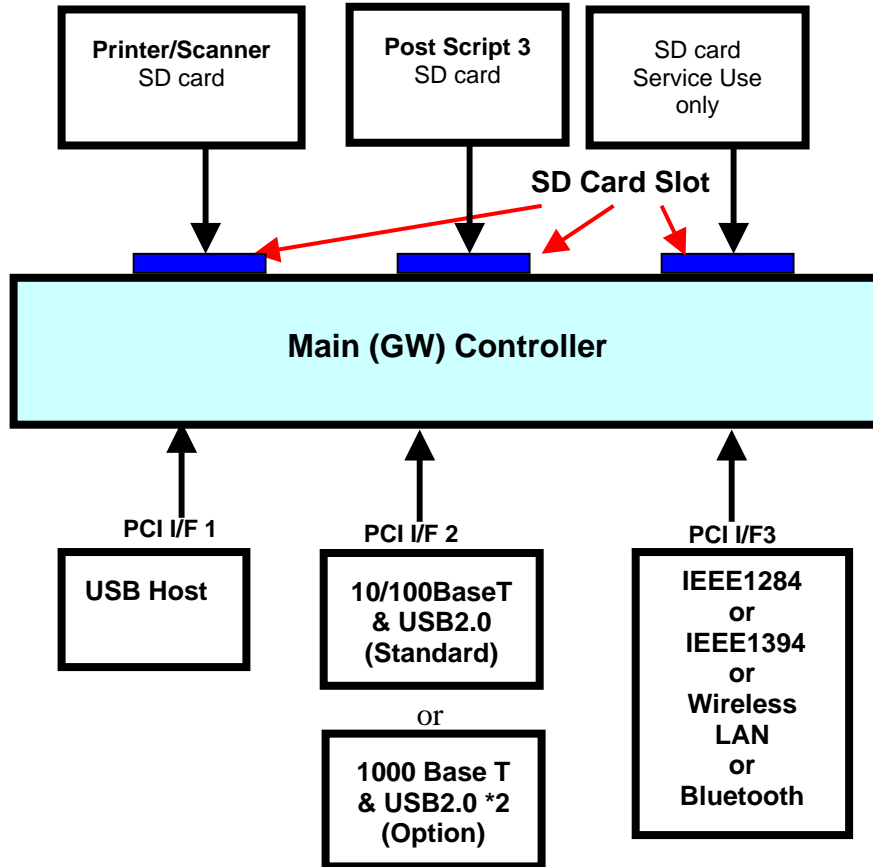 Printer/Scanner
SD card
Post Script 3
SD card
SD card
Service Use
only
SD Card Slot
Main (GW) Controller
PCI I/F 1
USB Host
PCI I/F 2
10/100BaseT
& USB2.0
(Standard)
or
1000 Base T
& USB2.0 *2
(Option)
PCI I/F3
IEEE1284
or
IEEE1394
or
Wireless
LAN
or
Bluetooth